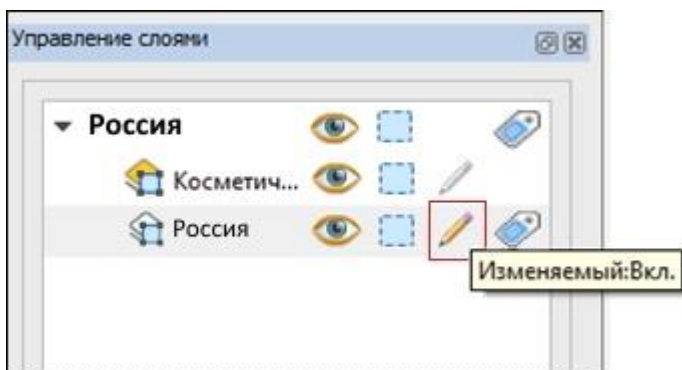 Управление слоями
Россия
Косметич...
Россия
Изменяемый:Вкл.